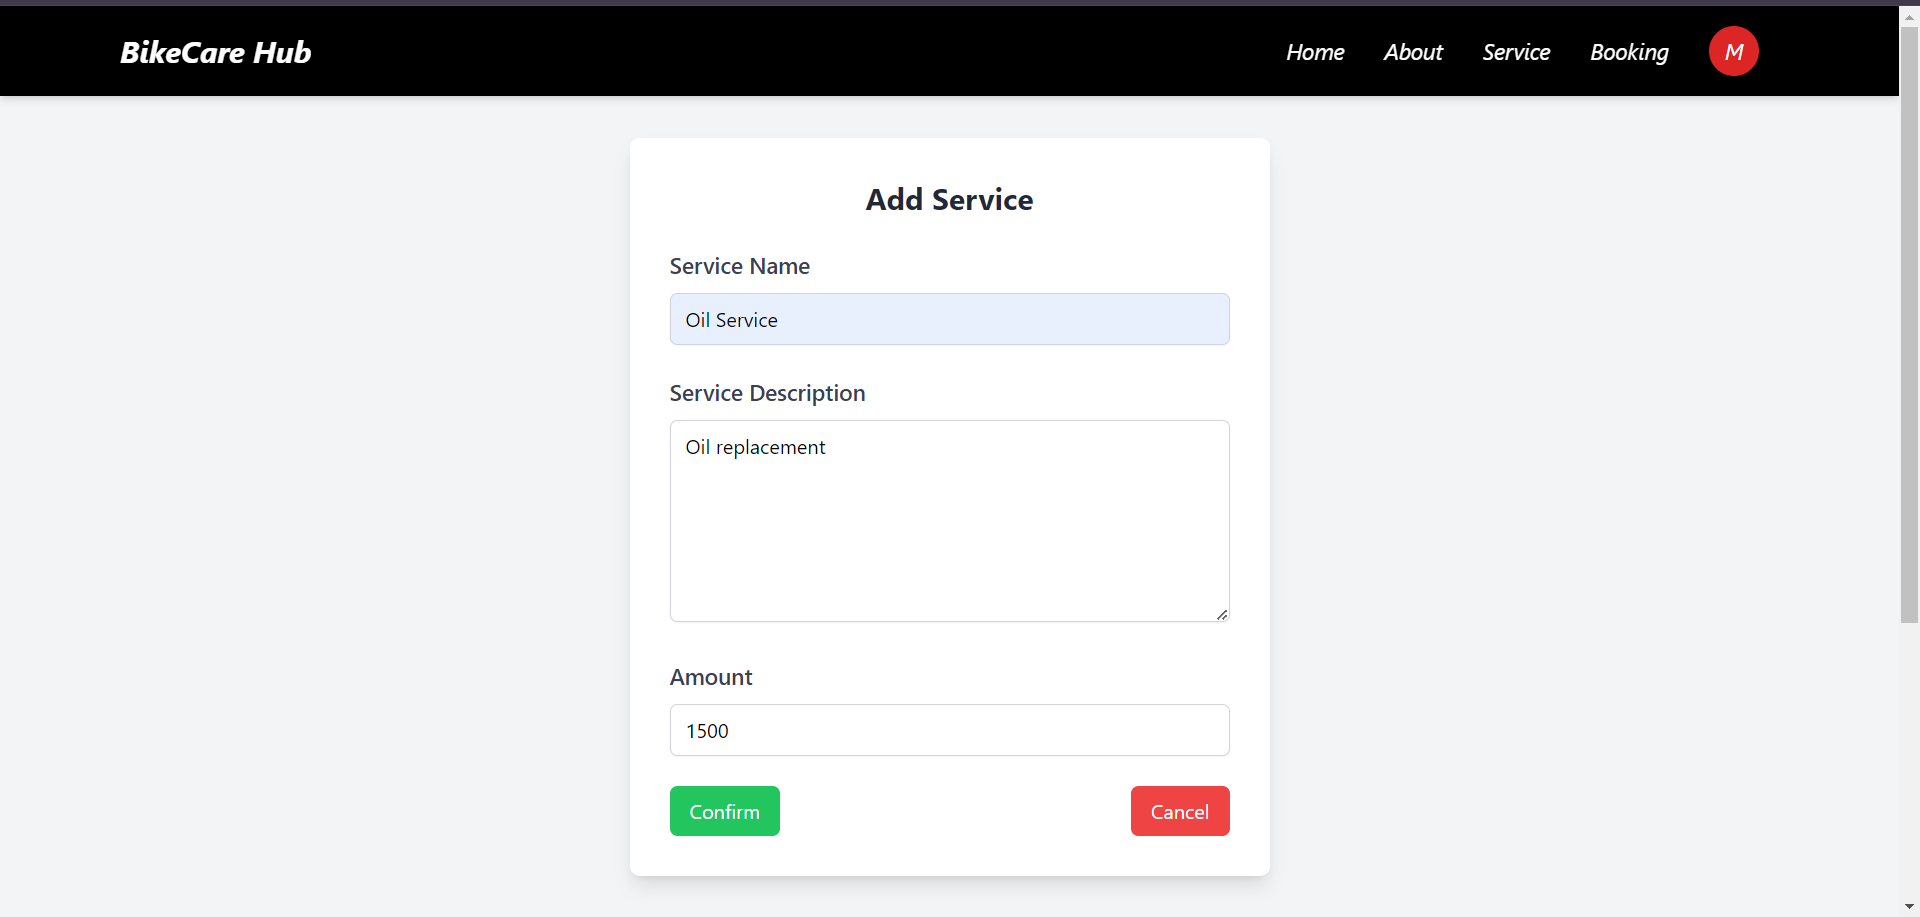 BikeCare Hub
Home About Service Booking M
Add Service
Service Name
Oil Service
Service Description
Oil replacement
Amount
1500
Confirm Cancel